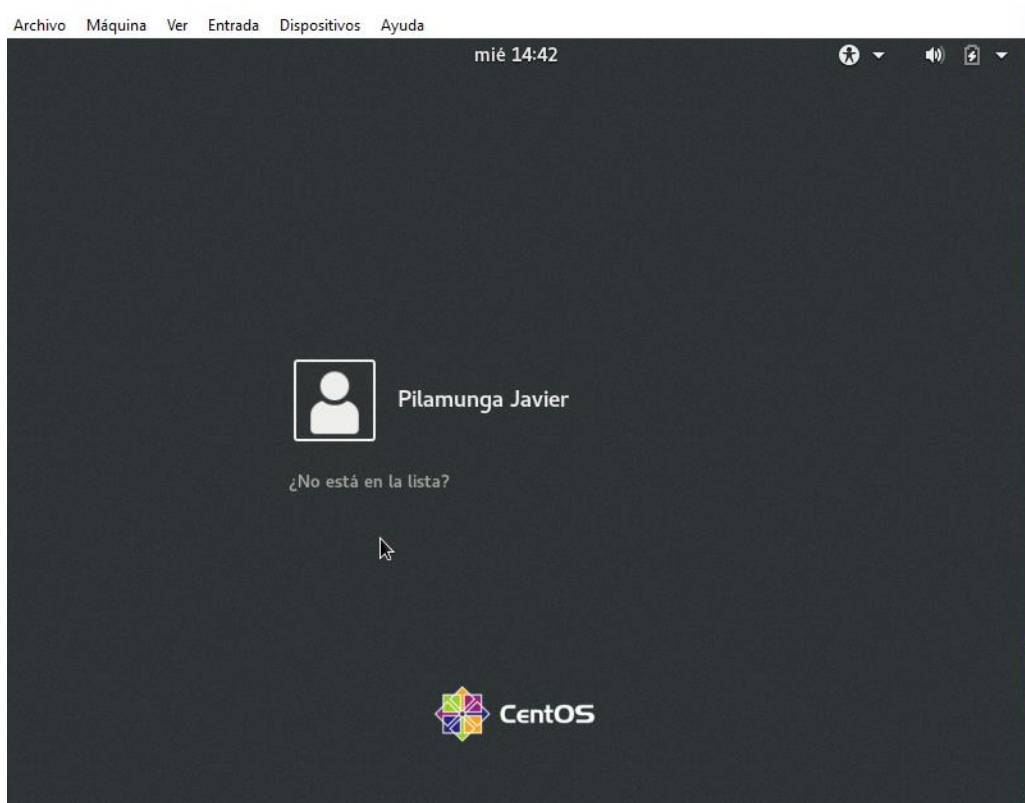 Archivo Máquina Ver Entrada Dispositivos Ayuda
mié 14:42
Pilamunga Javier
¿No está en la lista?
CentOS